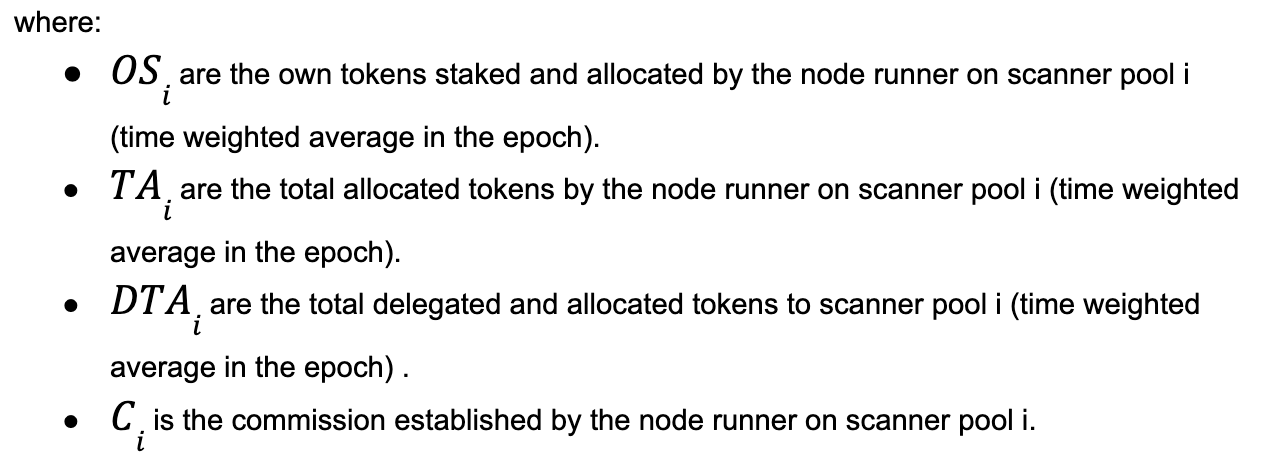 where:
● OS_i are the own tokens staked and allocated by the node runner on scanner pool i
(time weighted average in the epoch).
● TA_i are the total allocated tokens by the node runner on scanner pool i (time weighted
average in the epoch).
● DTA_i are the total delegated and allocated tokens to scanner pool i (time weighted
average in the epoch) .
● C_i is the commission established by the node runner on scanner pool i.